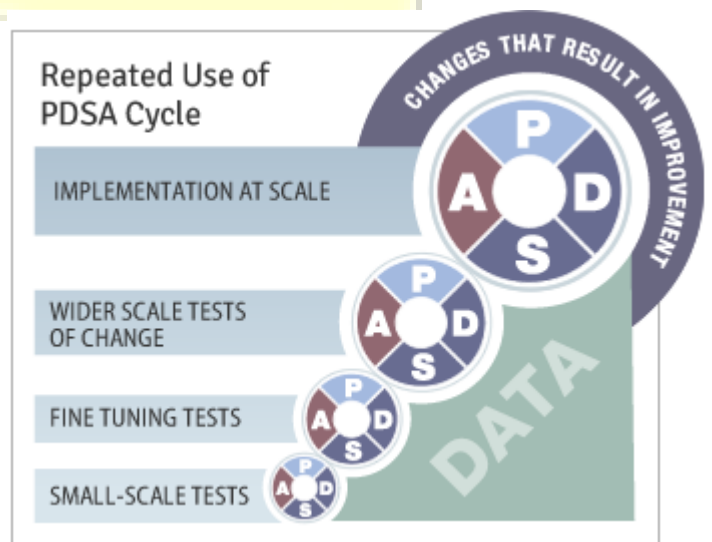 Repeated Use of
PDSA Cycle
CHANGES THAT RESULT IN IMPROVEMENT
IMPLEMENTATION AT SCALE
P
A D
S
WIDER SCALE TESTS
OF CHANGE
P
A D
S
FINE TUNING TESTS
P
A D
S
SMALL-SCALE TESTS
P
A D
S
DATA